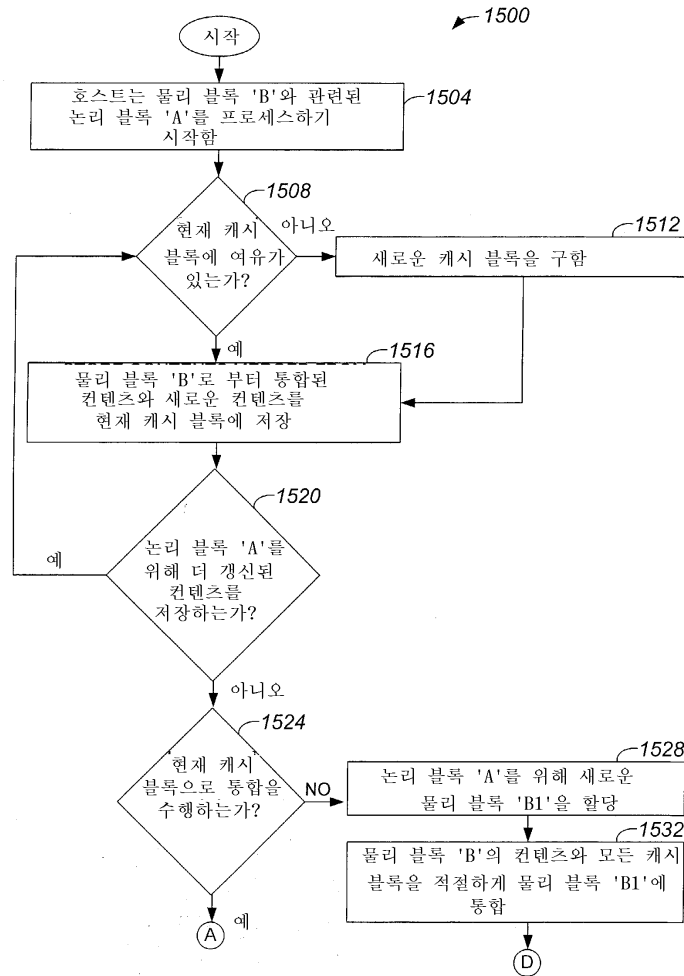 1500
시작
호스트는 물리 블록 'B'와 관련된
논리 블록 'A'를 프로세스하기
시작함
1504
1508
현재 캐시
블록에 여유가
있는가?
아니오
1512
새로운 캐시 블록을 구함
예
1516
물리 블록 'B'로 부터 통합된
컨텐츠와 새로운 컨텐츠를
현재 캐시 블록에 저장
1520
논리 블록 'A'를
위해 더 갱신된
컨텐츠를
저장하는가?
예
아니오
1524
현재 캐시
블록으로 통합을
수행하는가?
NO
1528
논리 블록 'A'를 위해 새로운
물리 블록 'B1'을 할당
1532
물리 블록 'B'의 컨텐츠와 모든 캐시
블록을 적절하게 물리 블록 'B1'에
통합
예
A
D